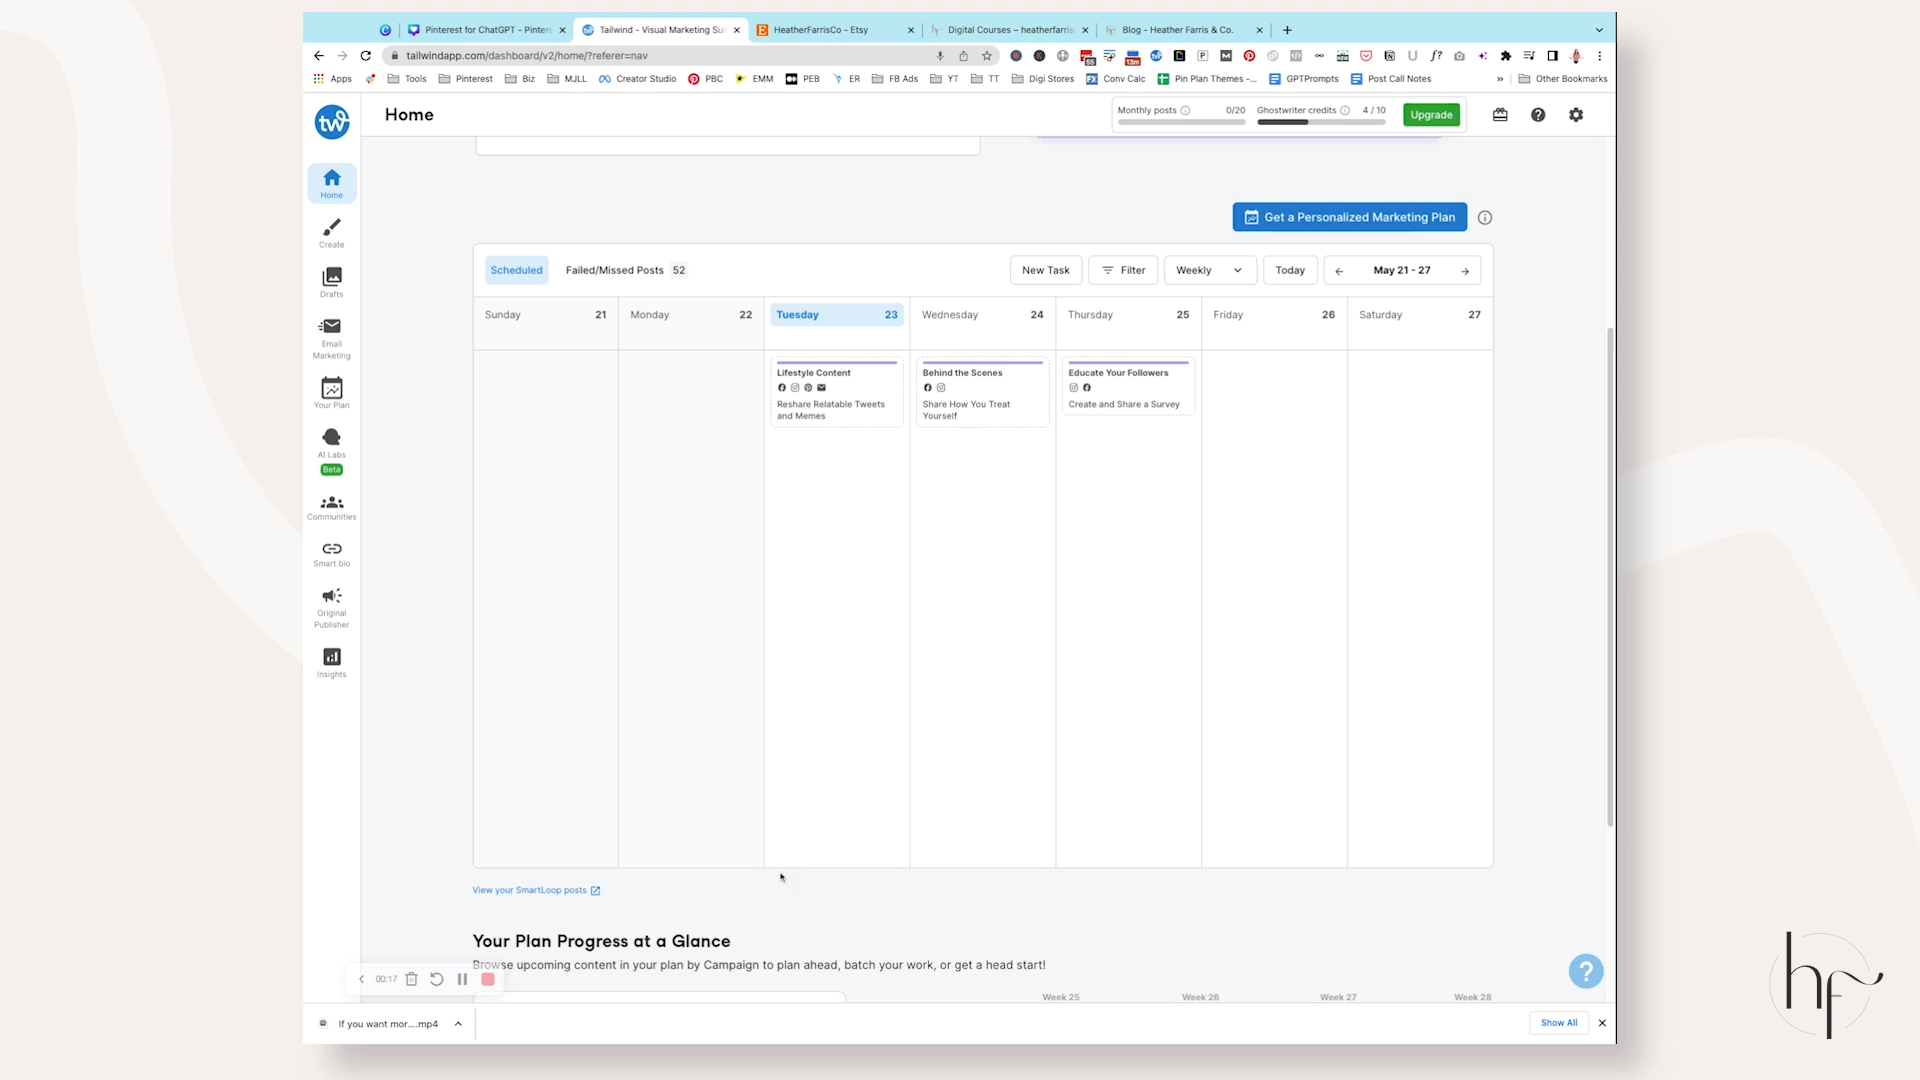 Pinterest for ChatGPT - Pintere
Tailwind - Visual Marketing Sui
HeatherFarrisCo - Etsy
Digital Courses – heatherfarris
Blog - Heather Farris & Co.
tailwindapp.com/dashboard/v2/home/?referer=nav
Apps
Tools
Pinterest
Biz
MJLL
Creator Studio
PBC
EMM
PEB
ER
FB Ads
YT
TT
Digi Stores
Conv Calc
Pin Plan Themes -...
GPTPrompts
Post Call Notes
Other Bookmarks
tw
Home
Monthly posts 0/20
Ghostwriter credits 4 / 10
Upgrade
Home
Create
Drafts
Email
Marketing
Your Plan
AI Labs
Beta
Communities
Smart.bio
Original
Publisher
Insights
Get a Personalized Marketing Plan
Scheduled
Failed/Missed Posts 52
New Task
Filter
Weekly
Today
May 21 - 27
Sunday 21
Monday 22
Tuesday 23
Wednesday 24
Thursday 25
Friday 26
Saturday 27
Lifestyle Content
Reshare Relatable Tweets
and Memes
Behind the Scenes
Share How You Treat
Yourself
Educate Your Followers
Create and Share a Survey
View your SmartLoop posts
Your Plan Progress at a Glance
Browse upcoming content in your plan by Campaign to plan ahead, batch your work, or get a head start!
Week 25
Week 26
Week 27
Week 28
00:17
If you want mor....mp4
Show All
hf